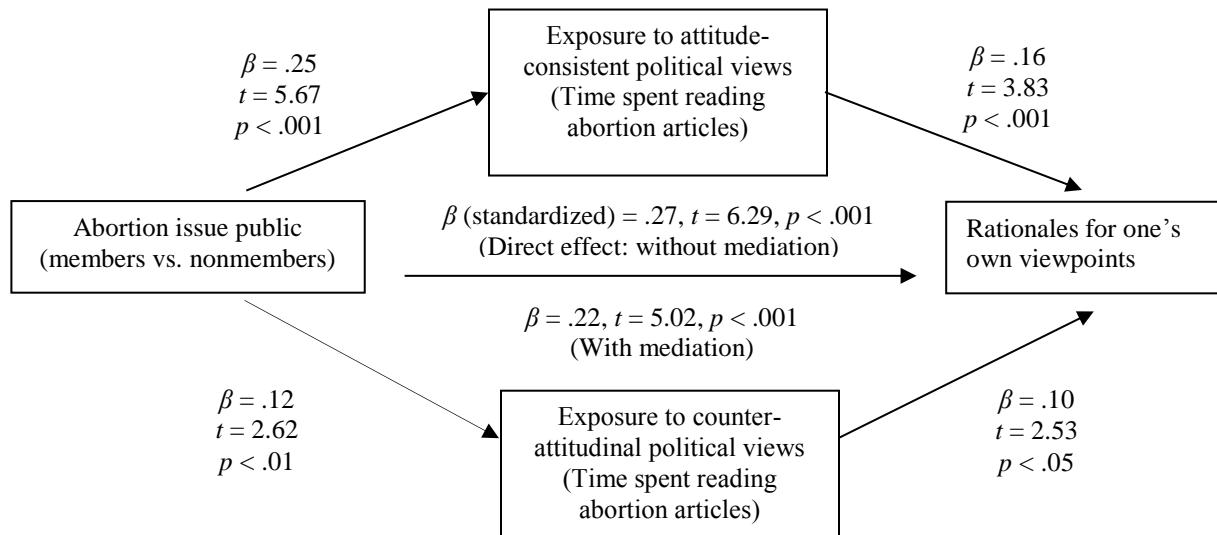 Exposure to attitude-
consistent political views
(Time spent reading
abortion articles)
β = .25
t = 5.67
p < .001
β = .16
t = 3.83
p < .001
Abortion issue public
(members vs. nonmembers)
β (standardized) = .27, t = 6.29, p < .001
(Direct effect: without mediation)
Rationales for one’s
own viewpoints
β = .22, t = 5.02, p < .001
(With mediation)
β = .12
t = 2.62
p < .01
Exposure to counter-
attitudinal political views
(Time spent reading
abortion articles)
β = .10
t = 2.53
p < .05